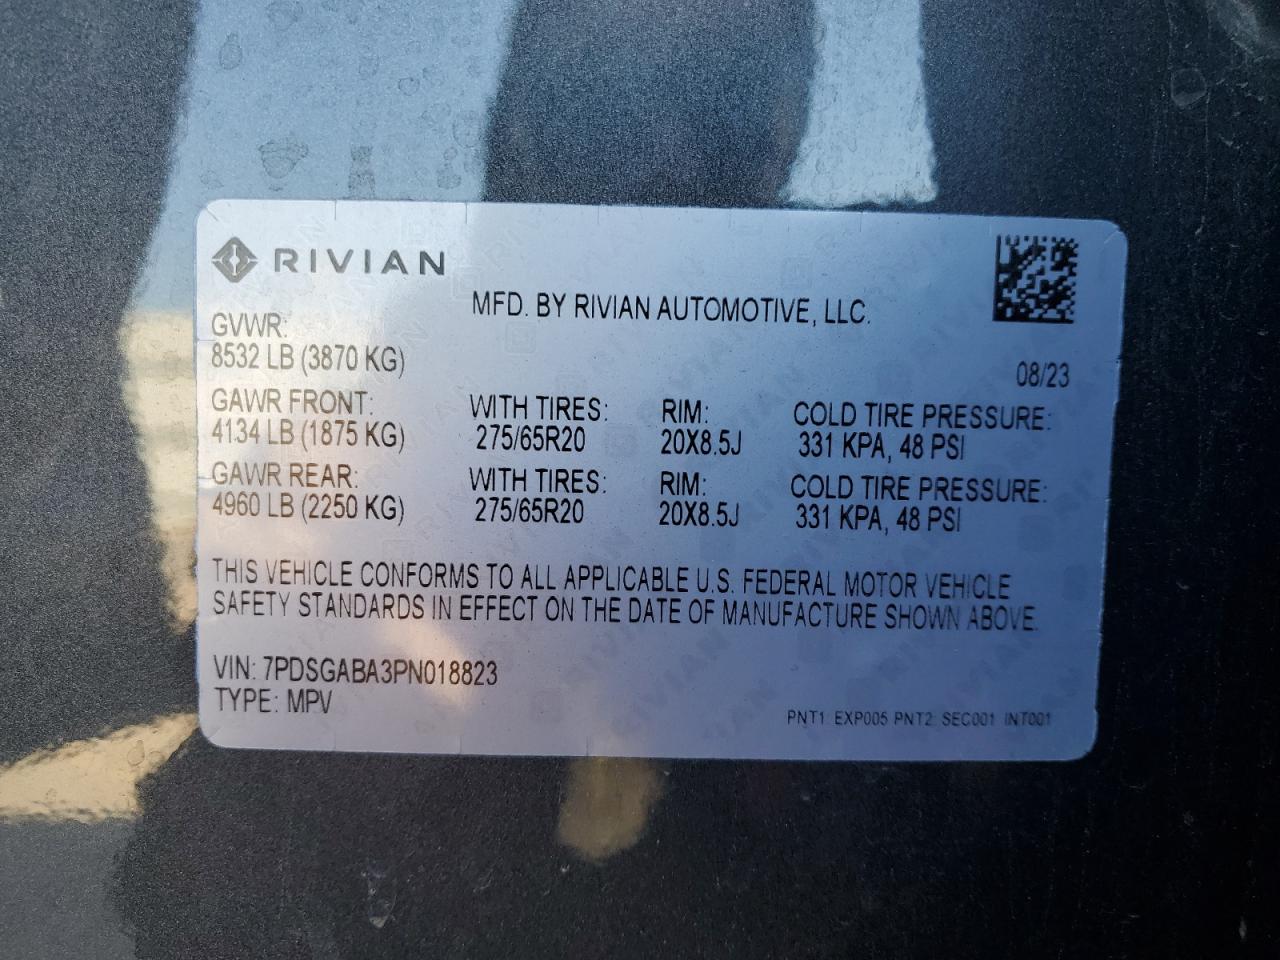 RIVIAN
MFD. BY RIVIAN AUTOMOTIVE, LLC.
GVWR:
8532 LB (3870 KG)
08/23
GAWR FRONT: WITH TIRES: RIM: COLD TIRE PRESSURE:
4134 LB (1875 KG) 275/65R20 20X8.5J 331 KPA, 48 PSI
GAWR REAR: WITH TIRES: RIM: COLD TIRE PRESSURE:
4960 LB (2250 KG) 275/65R20 20X8.5J 331 KPA, 48 PSI
THIS VEHICLE CONFORMS TO ALL APPLICABLE U.S. FEDERAL MOTOR VEHICLE
SAFETY STANDARDS IN EFFECT ON THE DATE OF MANUFACTURE SHOWN ABOVE.
VIN: 7PDSGABA3PN018823
TYPE: MPV
PNT1: EXP005 PNT2: SEC001 INT001